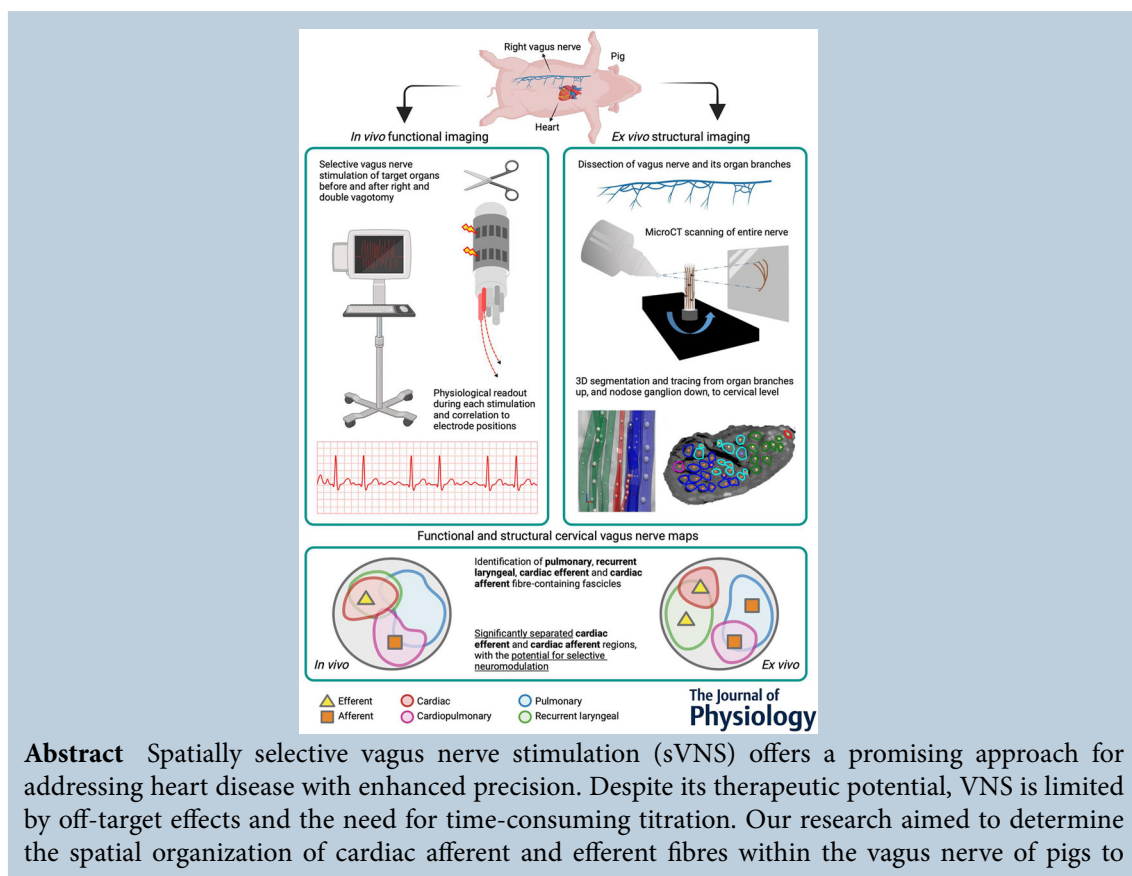 Right vagus nerve
Pig
Heart
In vivo functional imaging
Selective vagus nerve
stimulation of target organs
before and after right and
double vagotomy
Physiological readout
during each stimulation
and correlation to
electrode positions
Ex vivo structural imaging
Dissection of vagus nerve and its organ branches
MicroCT scanning of entire nerve
3D segmentation and tracing from organ branches
up, and nodose ganglion down, to cervical level
Functional and structural cervical vagus nerve maps
In vivo
Identification of pulmonary, recurrent
laryngeal, cardiac efferent and cardiac
afferent fibre-containing fascicles
Significantly separated cardiac
efferent and cardiac afferent regions,
with the potential for selective
neuromodulation
Ex vivo
Efferent
Cardiac
Pulmonary
Afferent
Cardiopulmonary
Recurrent laryngeal
The Journal of
Physiology
Abstract Spatially selective vagus nerve stimulation (sVNS) offers a promising approach for
addressing heart disease with enhanced precision. Despite its therapeutic potential, VNS is limited
by off-target effects and the need for time-consuming titration. Our research aimed to determine
the spatial organization of cardiac afferent and efferent fibres within the vagus nerve of pigs to